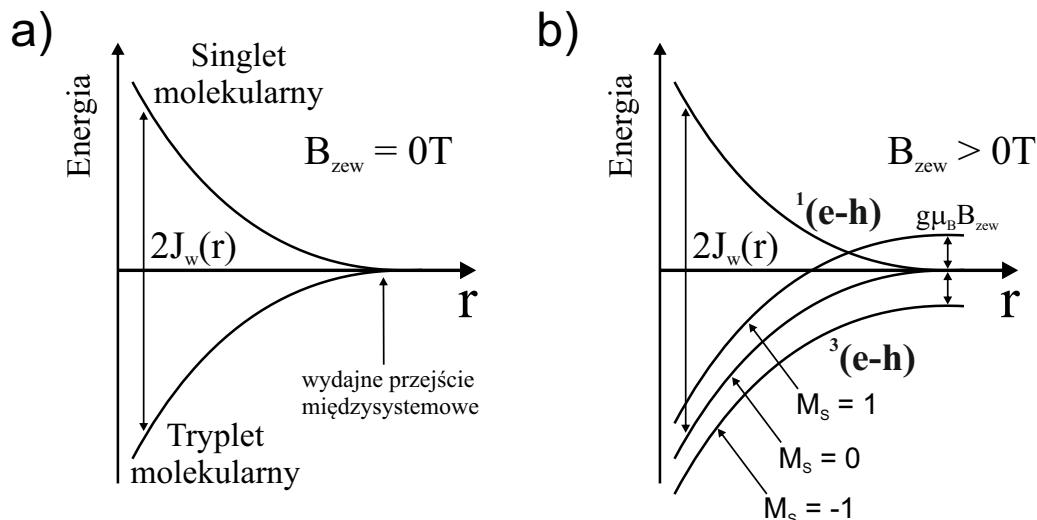 a)
Energia
Singlet
molekularny
B_zew = 0T
2J_w(r)
r
wydajne przejście
międzysystemowe
Tryplet
molekularny
b)
Energia
B_zew > 0T
¹(e-h)
gμ_BB_zew
2J_w(r)
r
³(e-h)
M_S = 1
M_S = 0
M_S = -1